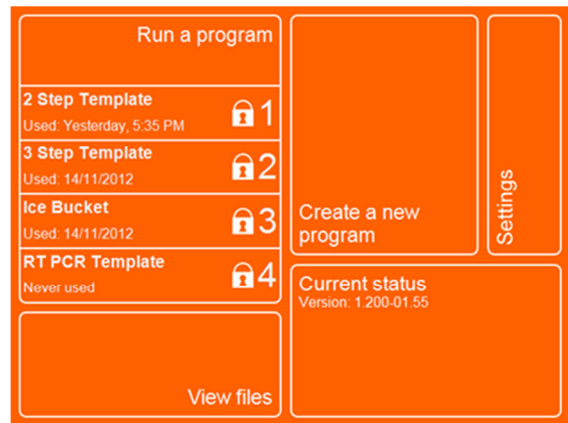 Run a program
2 Step Template
Used: Yesterday, 5:35 PM
1
3 Step Template
Used: 14/11/2012
2
Ice Bucket
Used: 14/11/2012
3
RT PCR Template
Never used
4
View files
Create a new
program
Settings
Current status
Version: 1.200-01.55